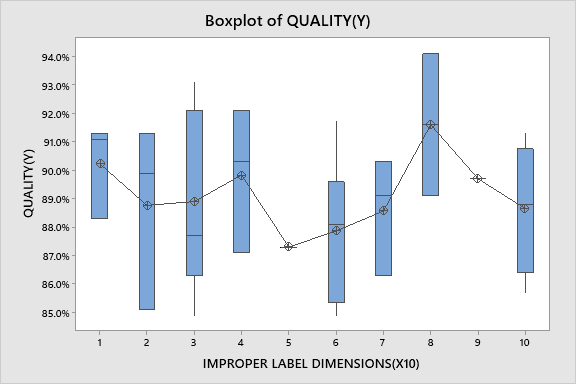 Boxplot of QUALITY(Y)
QUALITY(Y)
94.0%
93.0%
92.0%
91.0%
90.0%
89.0%
88.0%
87.0%
86.0%
85.0%
1 2 3 4 5 6 7 8 9 10
IMPROPER LABEL DIMENSIONS(X10)